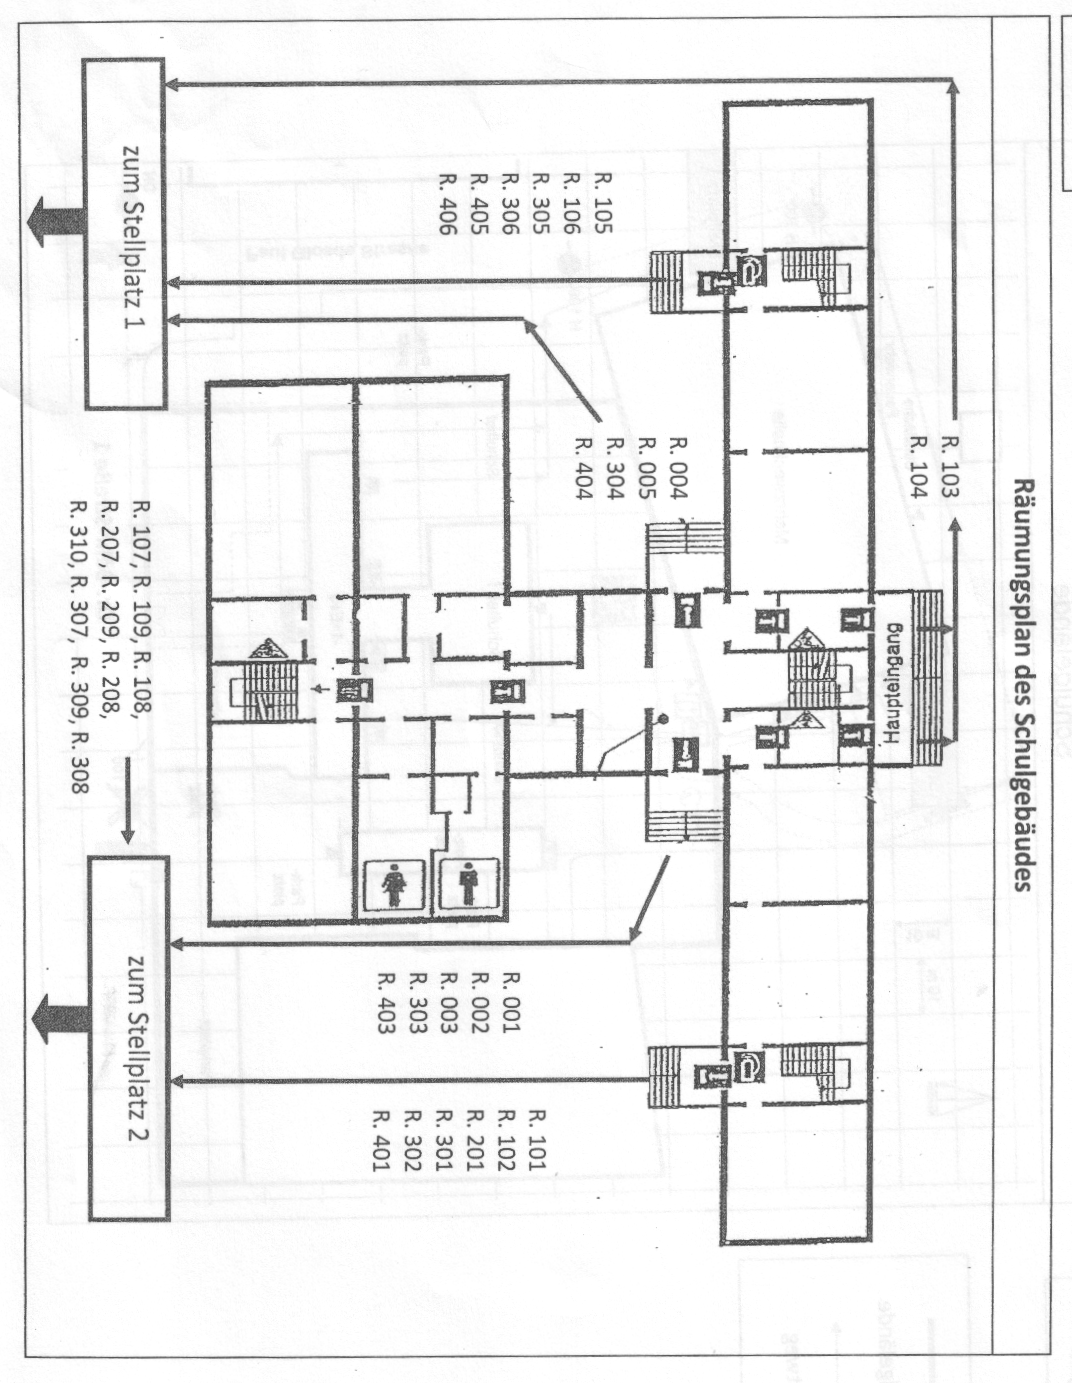 Räumungsplan des Schulgebäudes
R. 103
R. 104
Haupteingang
R. 105
R. 106
R. 305
R. 306
R. 405
R. 406
R. 004
R. 005
R. 304
R. 404
R. 001
R. 002
R. 003
R. 303
R. 403
R. 101
R. 102
R. 201
R. 301
R. 302
R. 401
zum Stellplatz 1
R. 107, R. 109, R. 108,
R. 207, R. 209, R. 208,
R. 310, R. 307, R. 309, R. 308
zum Stellplatz 2